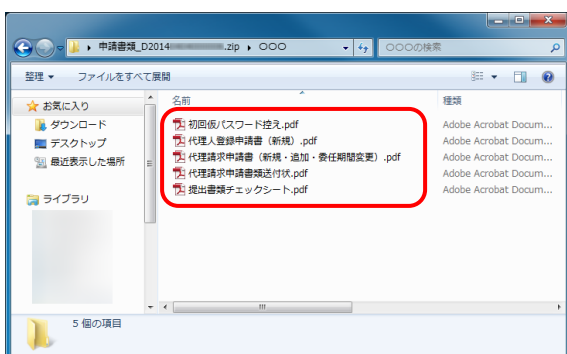 申請書類_D2014 .zip ▸ 〇〇〇
〇〇〇の検索
整理 ▼ ファイルをすべて展開
お気に入り
ダウンロード
デスクトップ
最近表示した場所
ライブラリ
名前 種類
初回仮パスワード控え.pdf Adobe Acrobat Docum...
代理人登録申請書（新規）.pdf Adobe Acrobat Docum...
代理請求申請書（新規・追加・委任期間変更）.pdf Adobe Acrobat Docum...
代理請求申請書類送付状.pdf Adobe Acrobat Docum...
提出書類チェックシート.pdf Adobe Acrobat Docum...
5 個の項目